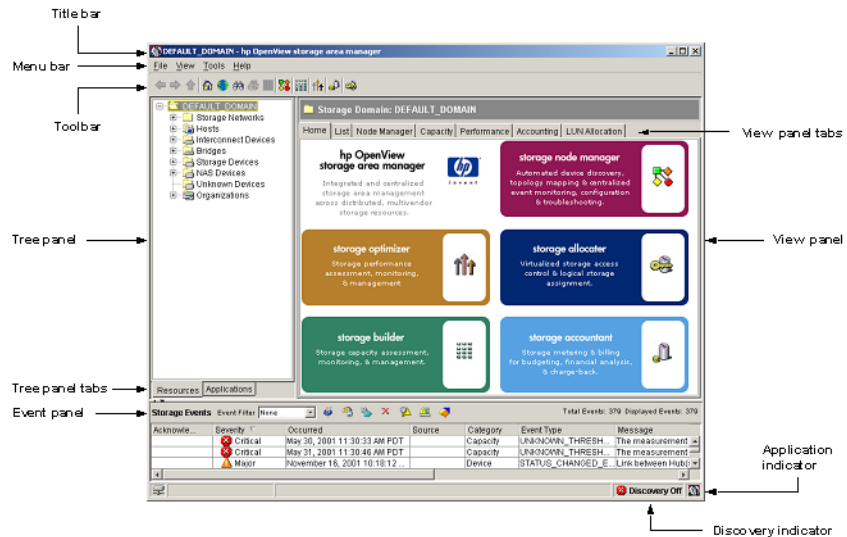 Title bar
DEFAULT_DOMAIN - hp OpenView storage area manager
Menu bar
File View Tools Help
Toolbar
DEFAULT_DOMAIN
Storage Networks
Hosts
Interconnect Devices
Bridges
Storage Devices
NAS Devices
Unknown Devices
Organizations
Storage Domain: DEFAULT_DOMAIN
Home List Node Manager Capacity Performance Accounting LUN Allocation
View panel tabs
hp OpenView
storage area manager
Integrated and centralized
storage area management
across distributed, multivendor
storage resources.
hp
invent
storage node manager
Automated device discovery,
topology mapping & centralized
event monitoring, configuration
& troubleshooting.
Tree panel
View panel
storage optimizer
Storage performance
assessment, monitoring,
& management
storage allocater
Virtualized storage access
control & logical storage
assignment.
storage builder
Storage capacity assessment,
monitoring, & management.
storage accountant
Storage metering & billing
for budgeting, financial analysis,
& charge-back.
Tree panel tabs
Resources Applications
Event panel
Storage Events Event Filter None Total Events: 379 Displayed Events: 379
Acknowle... Severity Occurred Source Category Event Type Message
Critical May 30, 2001 11:30:33 AM PDT Capacity UNKNOWN_THRESH... The measurement
Critical May 31, 2001 11:30:46 AM PDT Capacity UNKNOWN_THRESH... The measurement
Major November 16, 2001 10:18:12 ... Device STATUS_CHANGED_E... Link between Hub(s
Application
indicator
Discovery Off
Discovery indicator